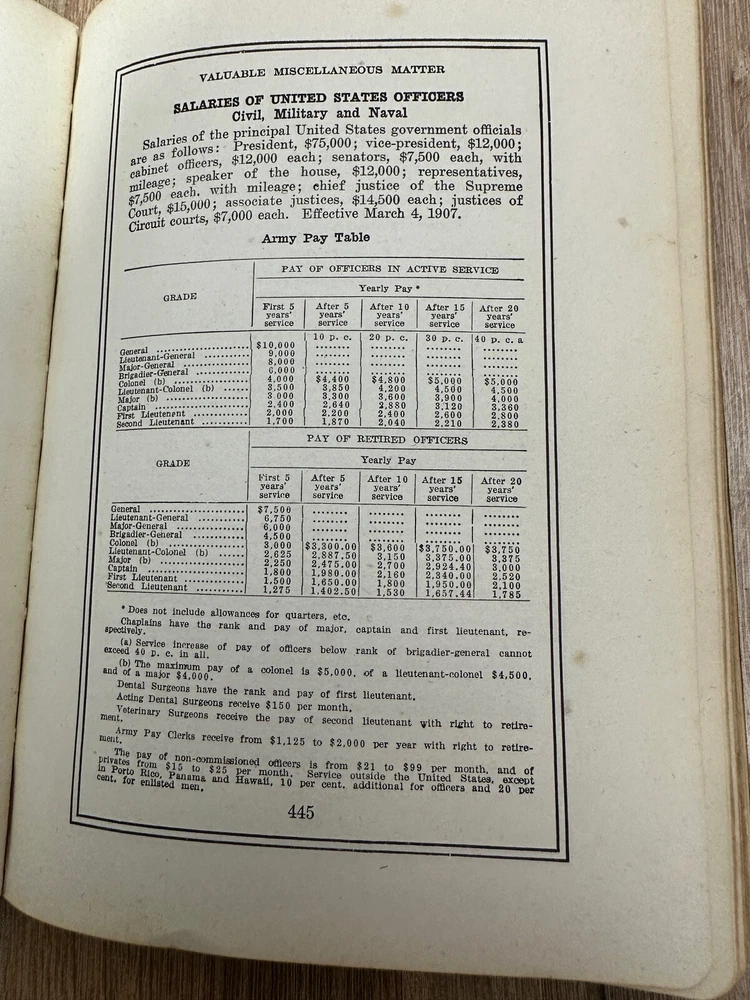 VALUABLE MISCELLANEOUS MATTER
SALARIES OF UNITED STATES OFFICERS
Civil, Military and Naval
Salaries of the principal United States government officials
are as follows: President, $75,000; vice-president, $12,000;
cabinet officers, $12,000 each; senators, $7,500 each, with
mileage; speaker of the house, $12,000; representatives,
$7,500 each. with mileage; chief justice of the Supreme
Court, $15,000; associate justices, $14,500 each; justices of
Circuit courts, $7,000 each. Effective March 4, 1907.
Army Pay Table
PAY OF OFFICERS IN ACTIVE SERVICE
GRADE
Yearly Pay *
First 5 years' service After 5 years' service After 10 years' service After 15 years' service After 20 years' service
10 p. c. 20 p. c. 30 p. c. 40 p. c. a
General .......................... $10,000 ........ ........ ........ ........
Lieutenant-General ........... 9,000 ........ ........ ........ ........
Major-General .................. 8,000 ........ ........ ........ ........
Brigadier-General ............. 6,000 ........ ........ ........ ........
Colonel (b) ...................... 4,000 $4,400 $4,800 $5,000 $5,000
Lieutenant-Colonel (b) ....... 3,500 3,850 4,200 4,500 4,500
Major (b) ........................ 3 000 3,300 3,600 3,900 4,000
Captain .......................... 2,400 2,640 2,880 3,120 3,360
First Lieutenent ................ 2,000 2,200 2,400 2,600 2,800
Second Lieutenant ............ 1,700 1,870 2,040 2,210 2,380
PAY OF RETIRED OFFICERS
GRADE
Yearly Pay
First 5 years' service After 5 years' service After 10 years' service After 15 years' service After 20 years' service
General .......................... $7,500 ........ ........ ........ ........
Lieutenant-General ........... 6,750 ........ ........ ........ ........
Major-General .................. 6,000 ........ ........ ........ ........
Brigadier-General ............. 4,500 ........ ........ ........ ........
Colonel (b) ...................... 3,000 $3,300.00 $3,600 $3,750.00 $3,750
Lieutenant-Colonel (b) ....... 2,625 2,887.50 3,150 3,375.00 3,375
Major (b) ........................ 2,250 2,475.00 2,700 2,924.40 3,000
Captain .......................... 1,800 1,980.00 2,160 2,340.00 2,520
First Lieutenant ................ 1,500 1,650.00 1,800 1,950.00 2,100
Second Lieutenant ............ 1,275 1,402.50 1,530 1,657.44 1,785
* Does not include allowances for quarters, etc.
Chaplains have the rank and pay of major, captain and first lieutenant, re-
spectively.
(a) Service increase of pay of officers below rank of brigadier-general cannot
exceed 40 p. c. in all.
(b) The maximum pay of a colonel is $5,000, of a lieutenant-colonel $4,500,
and of a major $4,000.
Dental Surgeons have the rank and pay of first lieutenant.
Acting Dental Surgeons receive $150 per month.
Veterinary Surgeons receive the pay of second lieutenant with right to retire-
ment.
Army Pay Clerks receive from $1,125 to $2,000 per year with right to retire-
ment.
The pay of non-commissioned officers is from $21 to $99 per month, and of
privates from $15 to $25 per month. Service outside the United States, except
in Porto Rico, Panama and Hawaii, 10 per cent. additional for officers and 20 per
cent. for enlisted men.
445